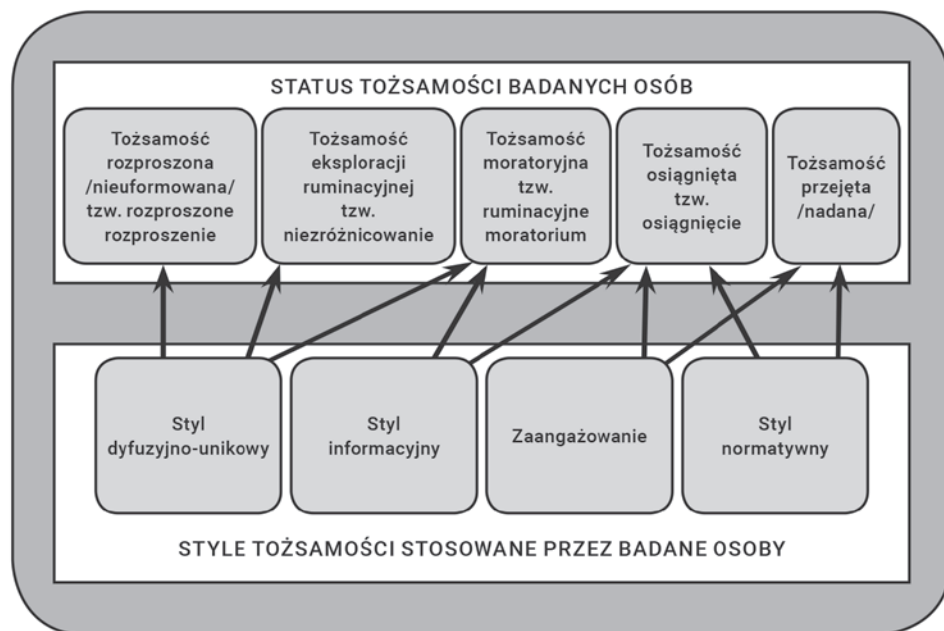 STATUS TOŻSAMOŚCI BADANYCH OSÓB
Tożsamość
rozproszona
/nieuformowana/
tzw. rozproszone
rozproszenie
Tożsamość
eksploracji
ruminacyjnej
tzw.
niezróżnicowanie
Tożsamość
moratoryjna
tzw.
ruminacyjne
moratorium
Tożsamość
osiągnięta
tzw.
osiągnięcie
Tożsamość
przejęta
/nadana/
Styl
dyfuzyjno-unikowy
Styl
informacyjny
Zaangażowanie
Styl
normatywny
STYLE TOŻSAMOŚCI STOSOWANE PRZEZ BADANE OSOBY